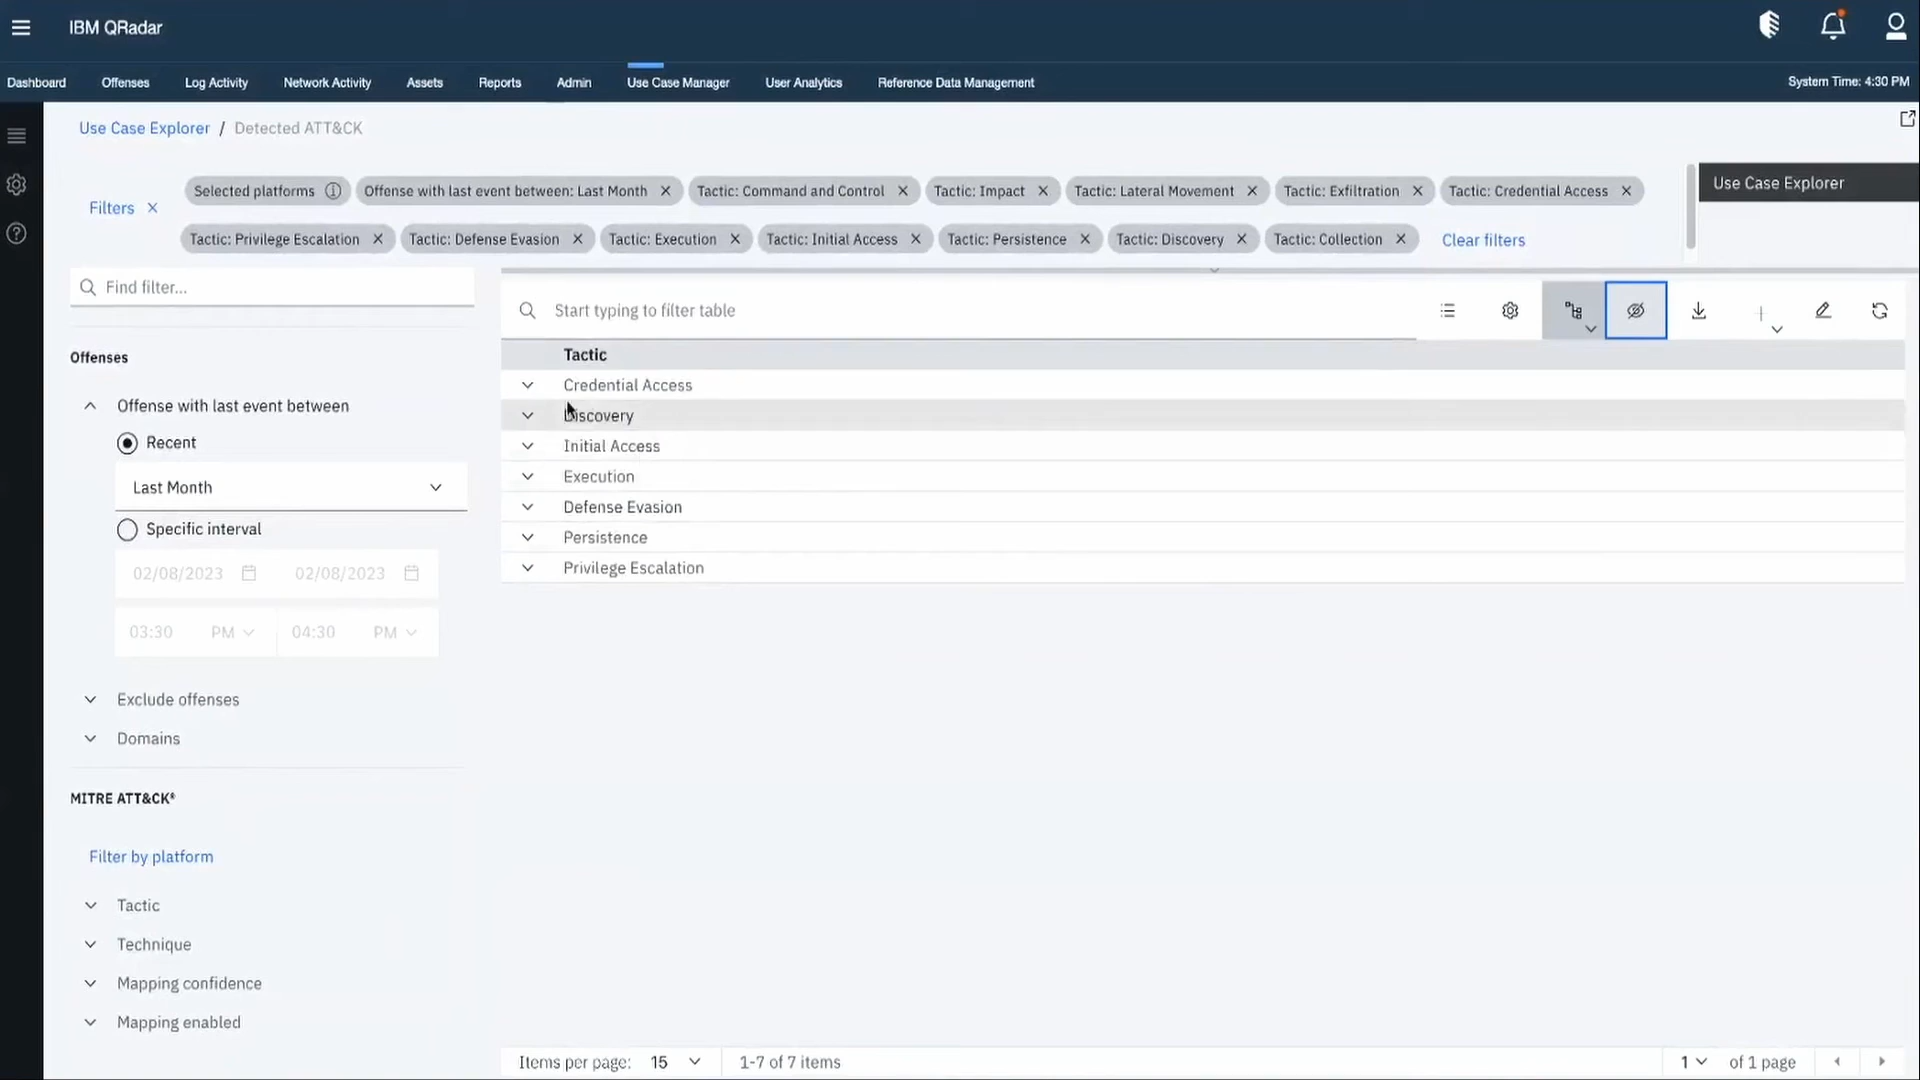 IBM QRadar
Dashboard Offenses Log Activity Network Activity Assets Reports Admin Use Case Manager User Analytics Reference Data Management System Time: 4:30 PM
Use Case Explorer / Detected ATT&CK
Filters
Selected platforms Offense with last event between: Last Month Tactic: Command and Control Tactic: Impact Tactic: Lateral Movement Tactic: Exfiltration Tactic: Credential Access
Tactic: Privilege Escalation Tactic: Defense Evasion Tactic: Execution Tactic: Initial Access Tactic: Persistence Tactic: Discovery Tactic: Collection Clear filters
Use Case Explorer
Find filter...
Offenses
Offense with last event between
Recent
Last Month
Specific interval
02/08/2023 02/08/2023
03:30 PM 04:30 PM
Exclude offenses
Domains
MITRE ATT&CK®
Filter by platform
Tactic
Technique
Mapping confidence
Mapping enabled
Start typing to filter table
Tactic
Credential Access
Discovery
Initial Access
Execution
Defense Evasion
Persistence
Privilege Escalation
Items per page: 15 1-7 of 7 items 1 of 1 page